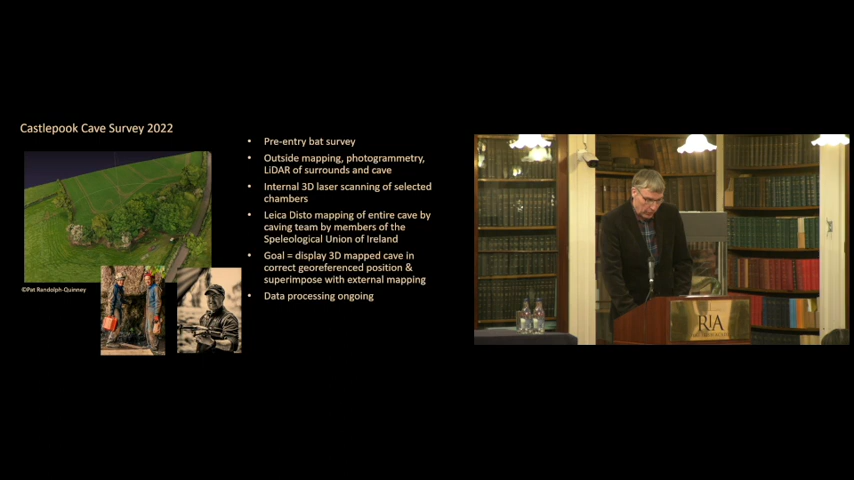 Castlepook Cave Survey 2022
• Pre-entry bat survey
• Outside mapping, photogrammetry,
LiDAR of surrounds and cave
• Internal 3D laser scanning of selected
chambers
• Leica Disto mapping of entire cave by
caving team by members of the
Speleological Union of Ireland
• Goal = display 3D mapped cave in
correct georeferenced position &
superimpose with external mapping
• Data processing ongoing
©Pat Randolph-Quinney
RIA